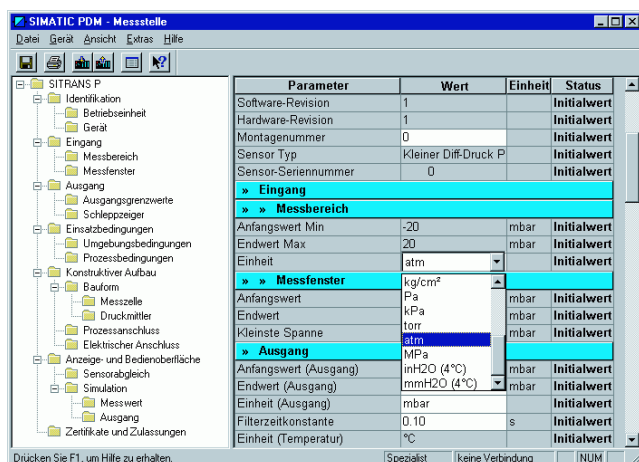 SIMATIC PDM - Messstelle
Datei Gerät Ansicht Extras Hilfe
SITRANS P
Identifikation
Betriebseinheit
Gerät
Eingang
Messbereich
Messfenster
Ausgang
Ausgangsgrenzwerte
Schleppzeiger
Einsatzbedingungen
Umgebungsbedingungen
Prozessbedingungen
Konstruktiver Aufbau
Bauform
Messzelle
Druckmittler
Prozessanschluss
Elektrischer Anschluss
Anzeige- und Bedienoberfläche
Sensorabgleich
Simulation
Messwert
Ausgang
Zertifikate und Zulassungen
Parameter Wert Einheit Status
Software-Revision 1 Initialwert
Hardware-Revision 1 Initialwert
Montagenummer 0 Initialwert
Sensor Typ Kleiner Diff-Druck P Initialwert
Sensor-Seriennummer 0 Initialwert
» Eingang
» » Messbereich
Anfangswert Min -20 mbar Initialwert
Endwert Max 20 mbar Initialwert
Einheit atm Initialwert
» » Messfenster
Anfangswert mbar Initialwert
Endwert mbar Initialwert
Kleinste Spanne mbar Initialwert
» Ausgang
Anfangswert (Ausgang) mbar Initialwert
Endwert (Ausgang) mbar Initialwert
kg/cm²
Pa
kPa
torr
atm
MPa
inH2O (4°C)
mmH2O (4°C)
Einheit (Ausgang) mbar Initialwert
Filterzeitkonstante 0.10 s Initialwert
Einheit (Temperatur) °C Initialwert
Drücken Sie F1, um Hilfe zu erhalten. Spezialist keine Verbindung NUM